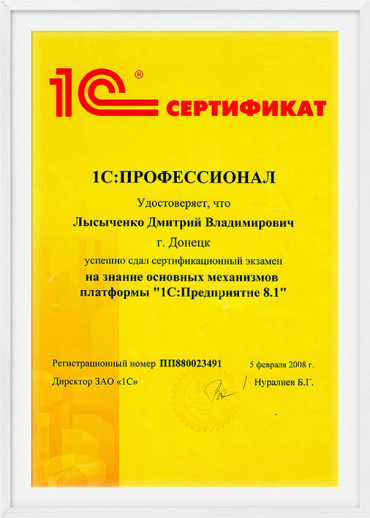 1С® СЕРТИФИКАТ
1С:ПРОФЕССИОНАЛ
Удостоверяет, что
Лысыченко Дмитрий Владимирович
г. Донецк
успешно сдал сертификационный экзамен
на знание основных механизмов
платформы "1С:Предприятие 8.1"
Регистрационный номер ПП880023491 5 февраля 2008 г.
Директор ЗАО «1С» Нуралиев Б.Г.